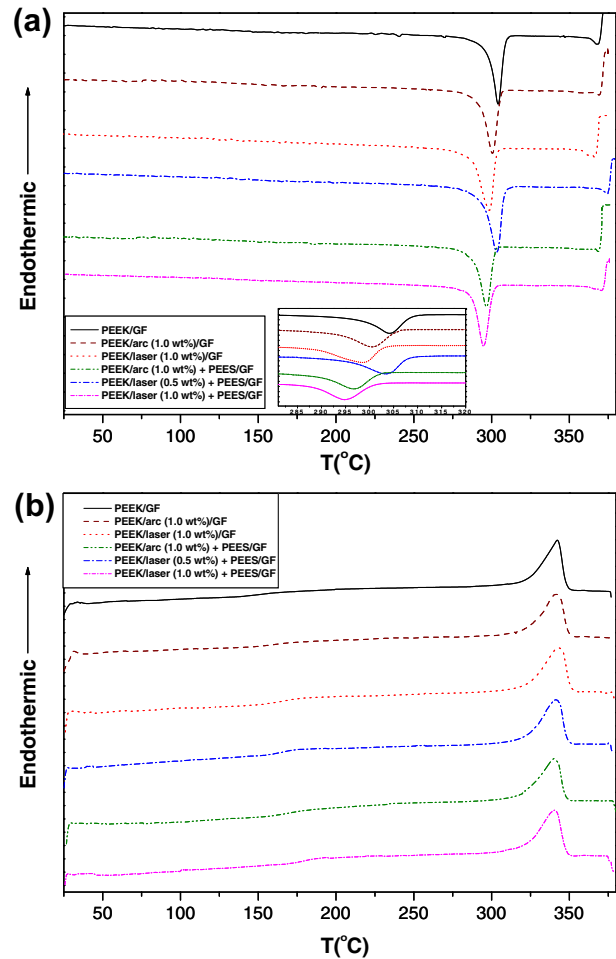 (a)
Endothermic
PEEK/GF
PEEK/arc (1.0 wt%)/GF
PEEK/laser (1.0 wt%)/GF
PEEK/arc (1.0 wt%) + PEES/GF
PEEK/laser (0.5 wt%) + PEES/GF
PEEK/laser (1.0 wt%) + PEES/GF
285 290 295 300 305 310 315 320
50 100 150 200 250 300 350
T(°C)
(b)
Endothermic
PEEK/GF
PEEK/arc (1.0 wt%)/GF
PEEK/laser (1.0 wt%)/GF
PEEK/arc (1.0 wt%) + PEES/GF
PEEK/laser (0.5 wt%) + PEES/GF
PEEK/laser (1.0 wt%) + PEES/GF
50 100 150 200 250 300 350
T(°C)